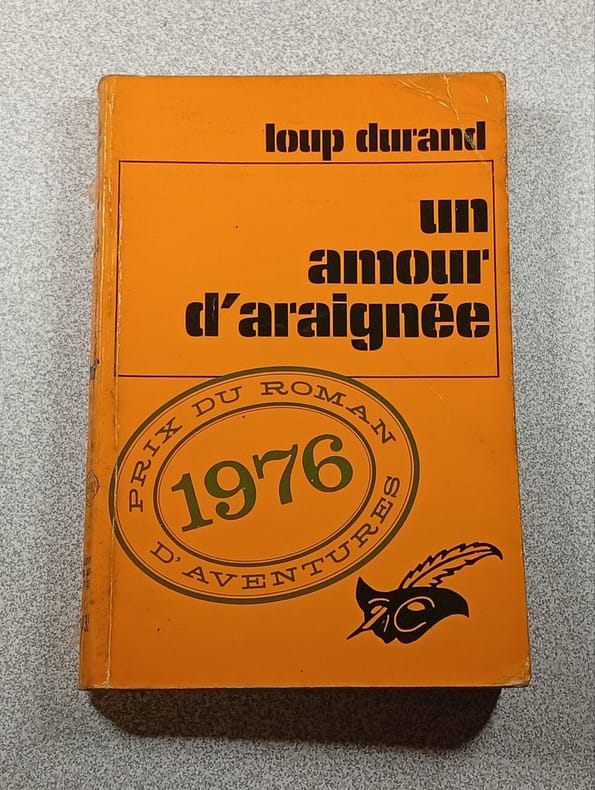 loup durand
un
amour
d'araignée
PRIX DU ROMAN
1976
D'AVENTURES